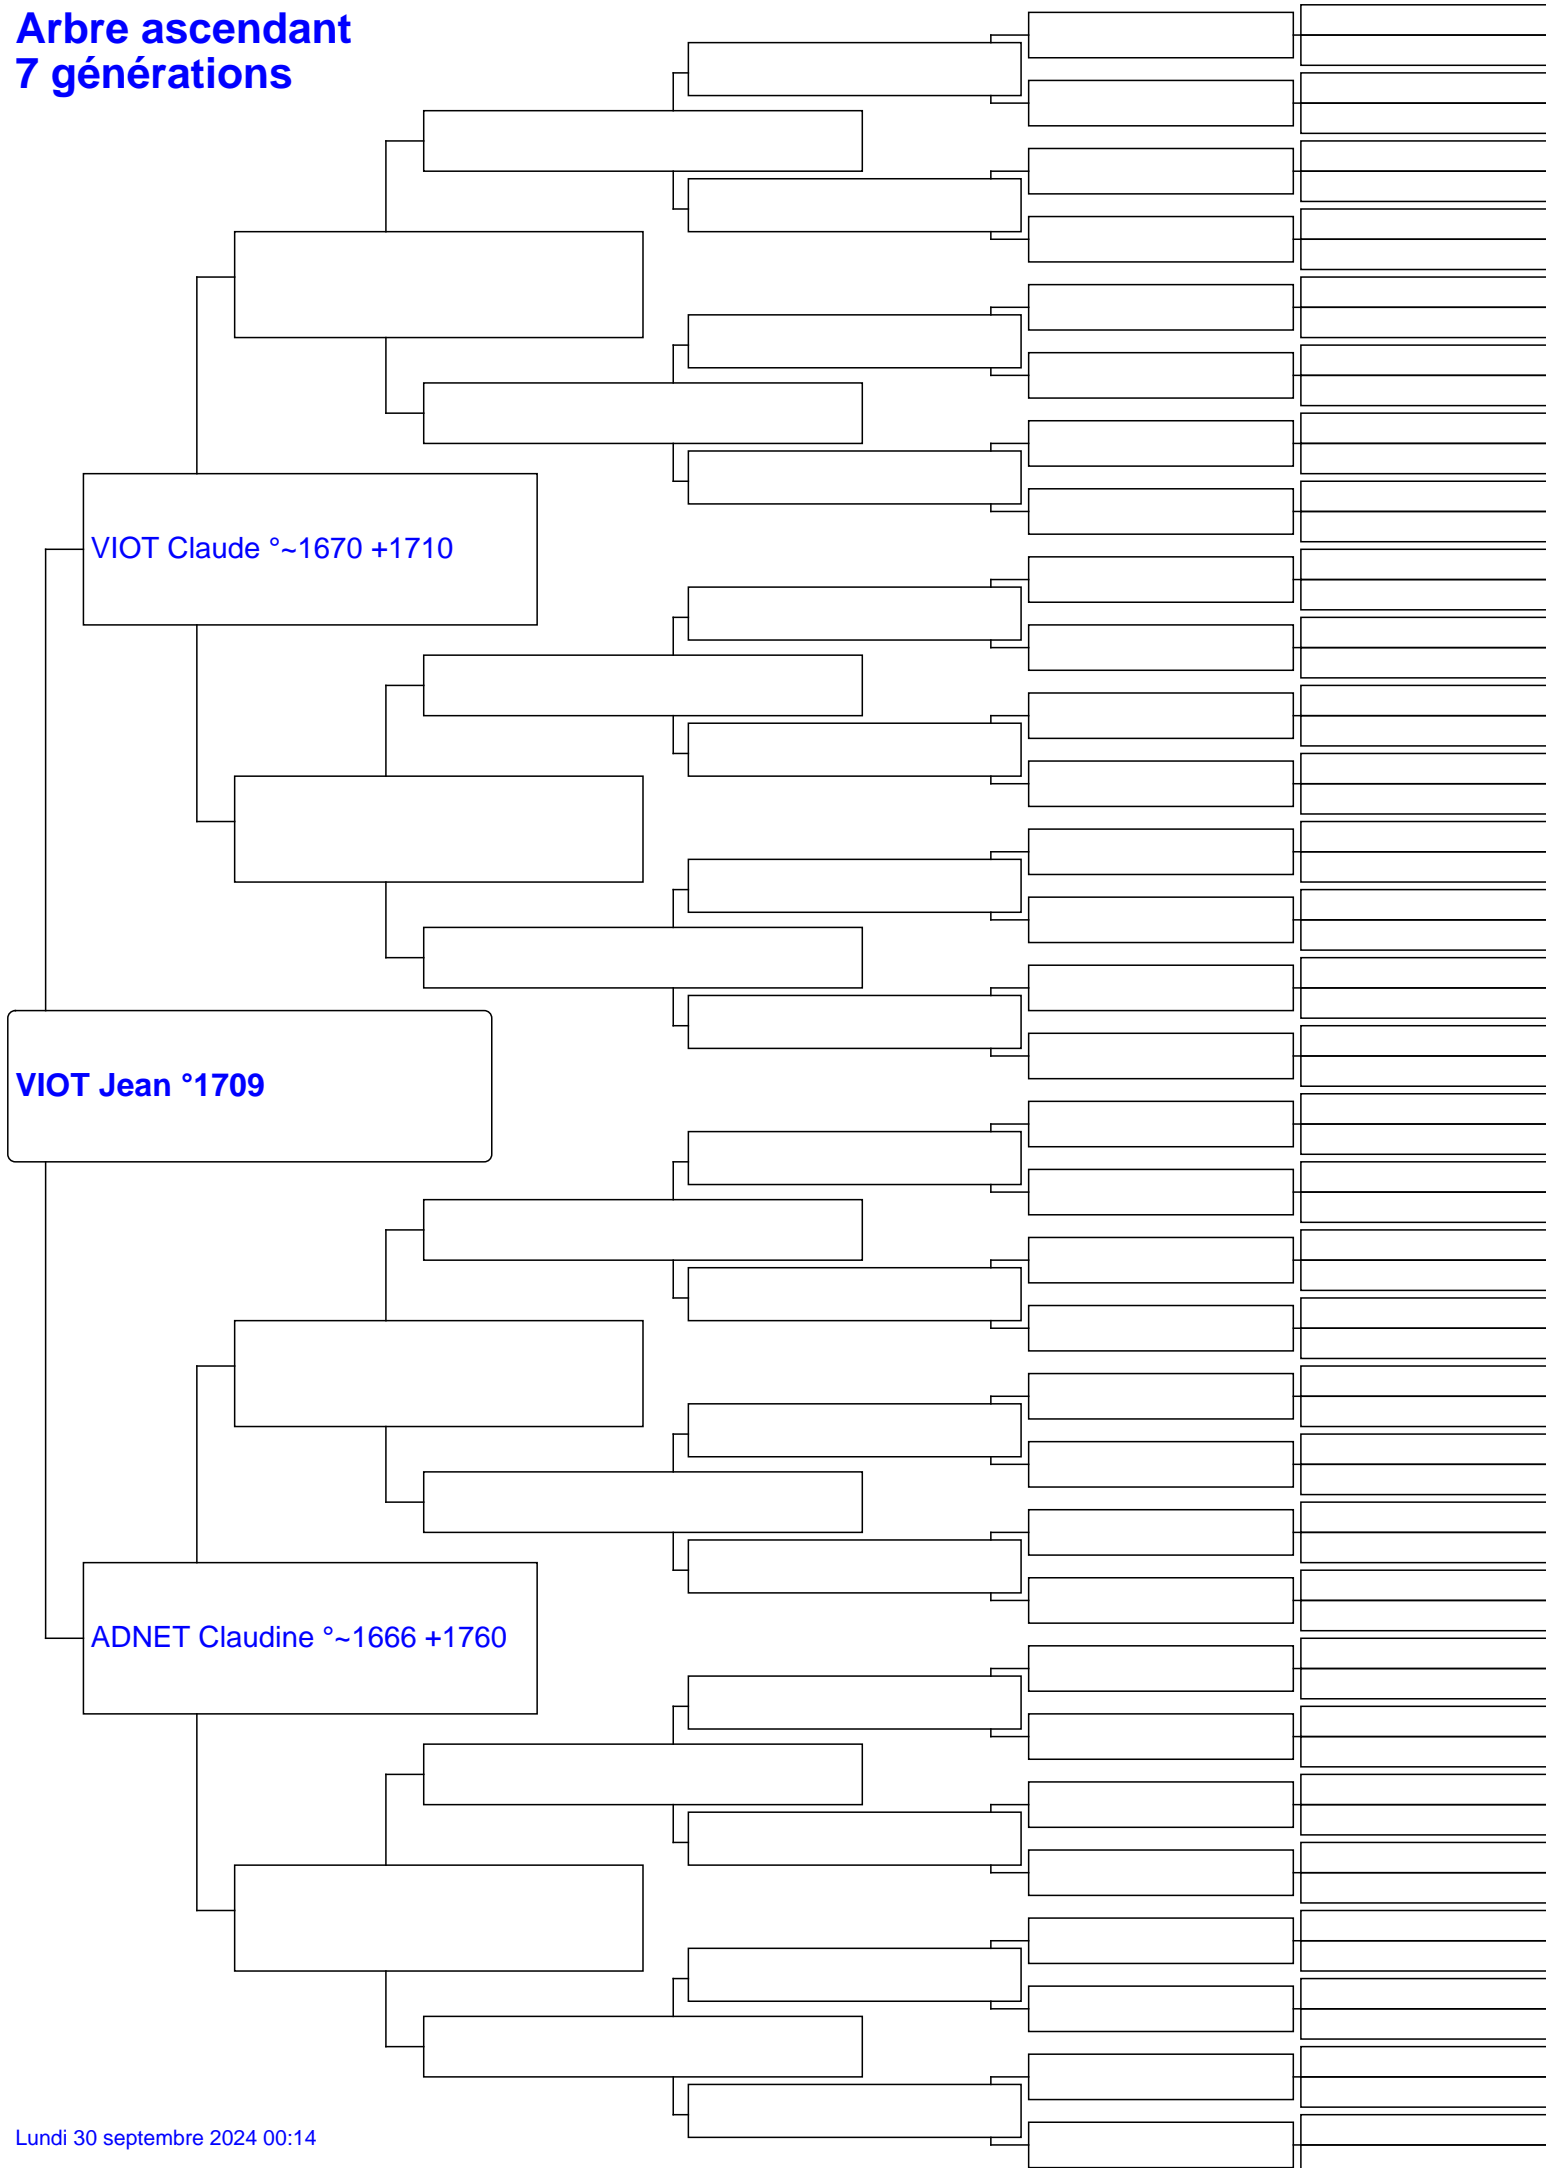 Arbre ascendant
7 générations
VIOT Claude °~1670 +1710
VIOT Jean °1709
ADNET Claudine °~1666 +1760
Lundi 30 septembre 2024 00:14